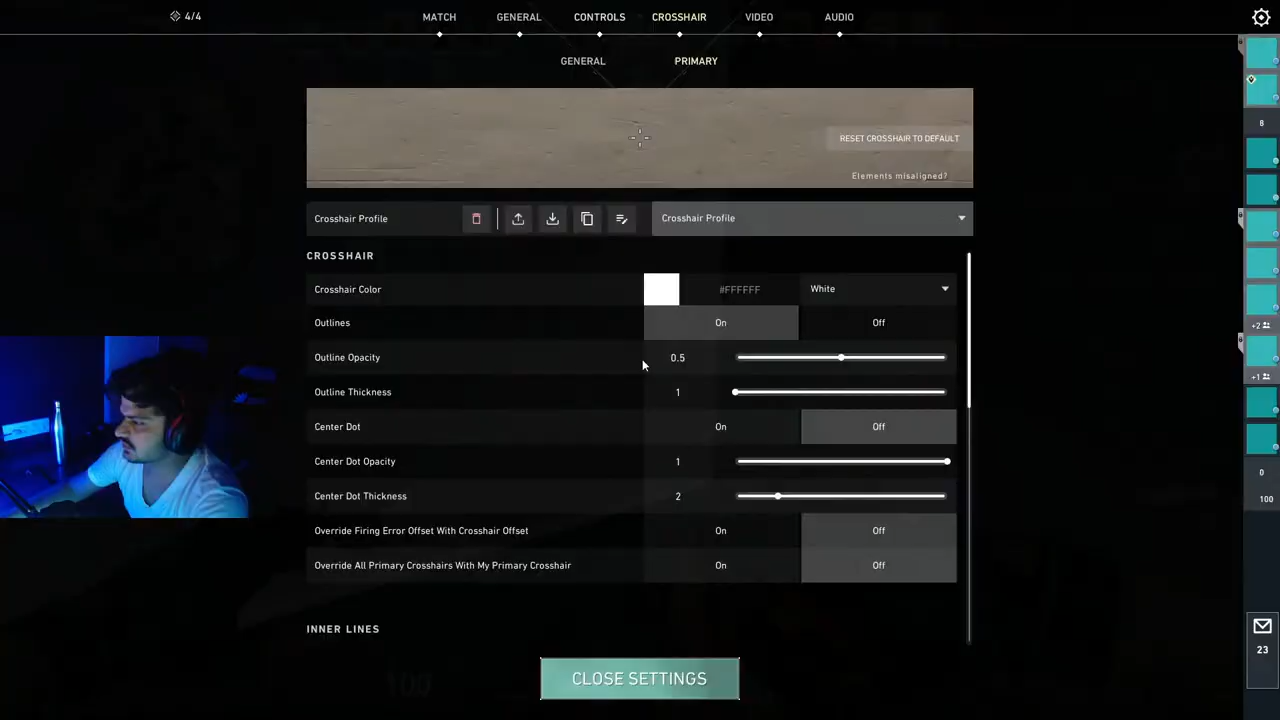 4/4
MATCH GENERAL CONTROLS CROSSHAIR VIDEO AUDIO
GENERAL PRIMARY
RESET CROSSHAIR TO DEFAULT
Elements misaligned?
Crosshair Profile Crosshair Profile
CROSSHAIR
Crosshair Color #FFFFFF White
Outlines On Off
Outline Opacity 0.5
Outline Thickness 1
Center Dot On Off
Center Dot Opacity 1
Center Dot Thickness 2
Override Firing Error Offset With Crosshair Offset On Off
Override All Primary Crosshairs With My Primary Crosshair On Off
INNER LINES
CLOSE SETTINGS
100
8
+2
+1
0
100
23